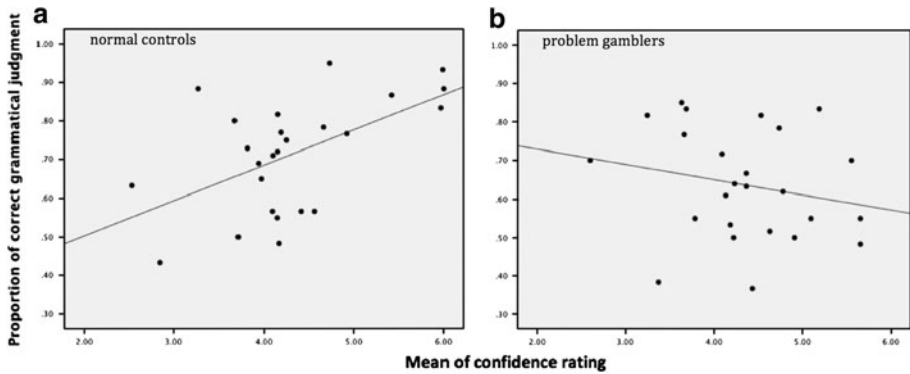 a
normal controls
Proportion of correct grammatical judgment
1.00
.90
.80
.70
.60
.50
.40
.30
2.00 3.00 4.00 5.00 6.00
b
problem gamblers
1.00
.90
.80
.70
.60
.50
.40
.30
2.00 3.00 4.00 5.00 6.00
Mean of confidence rating